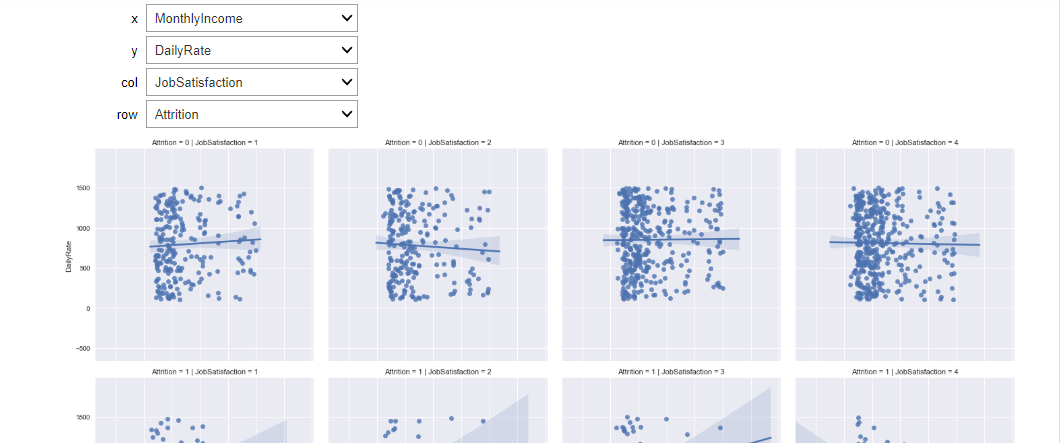 x MonthlyIncome
y DailyRate
col JobSatisfaction
row Attrition
Attrition = 0 | JobSatisfaction = 1
Attrition = 0 | JobSatisfaction = 2
Attrition = 0 | JobSatisfaction = 3
Attrition = 0 | JobSatisfaction = 4
1500
1000
500
0
−500
DailyRate
Attrition = 1 | JobSatisfaction = 1
Attrition = 1 | JobSatisfaction = 2
Attrition = 1 | JobSatisfaction = 3
Attrition = 1 | JobSatisfaction = 4
1500